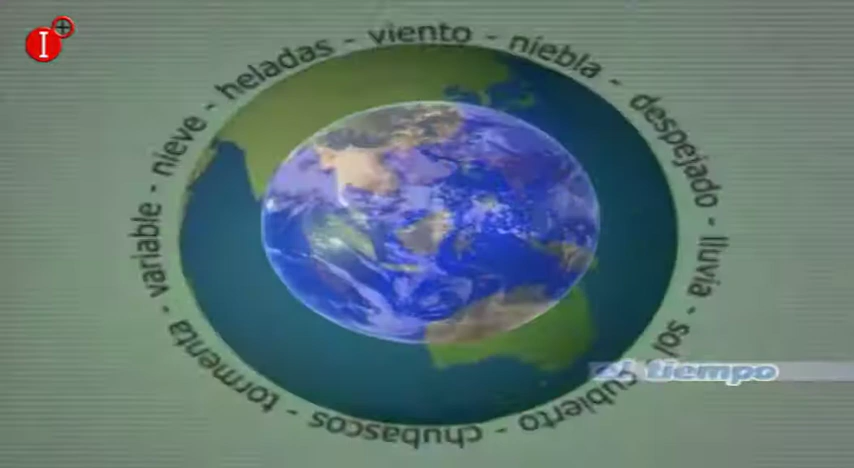 I+
viento - niebla - despejado - lluvia - sol - cubierto - chubascos - tormenta - variable - nieve - heladas -
el tiempo